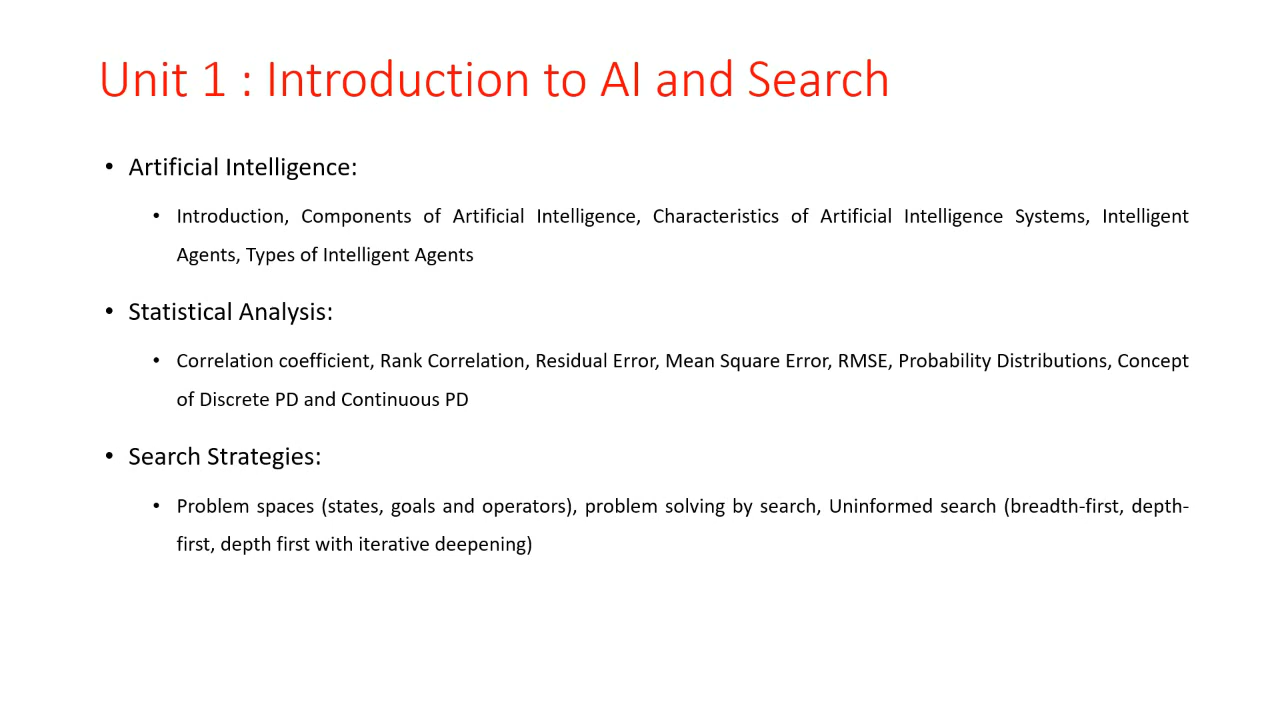 Unit 1 : Introduction to AI and Search
• Artificial Intelligence:
• Introduction, Components of Artificial Intelligence, Characteristics of Artificial Intelligence Systems, Intelligent
Agents, Types of Intelligent Agents
• Statistical Analysis:
• Correlation coefficient, Rank Correlation, Residual Error, Mean Square Error, RMSE, Probability Distributions, Concept
of Discrete PD and Continuous PD
• Search Strategies:
• Problem spaces (states, goals and operators), problem solving by search, Uninformed search (breadth-first, depth-
first, depth first with iterative deepening)